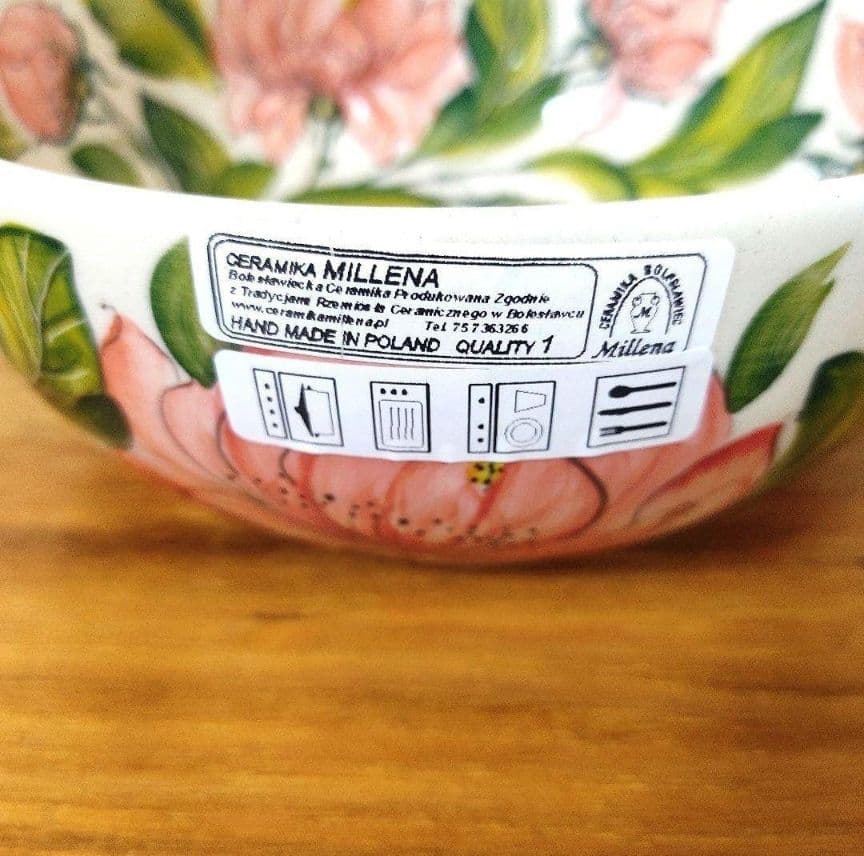 CERAMIKA MILLENA
Bolesławiecka Ceramika Produkowana Zgodnie
z Tradycjami Rzemiosła Ceramicznego w Bolesławcu
www.ceramikamillena.pl Tel. 757363266
HAND MADE IN POLAND QUALITY 1
CERAMIKA BOLESŁAWIEC
M
Millena